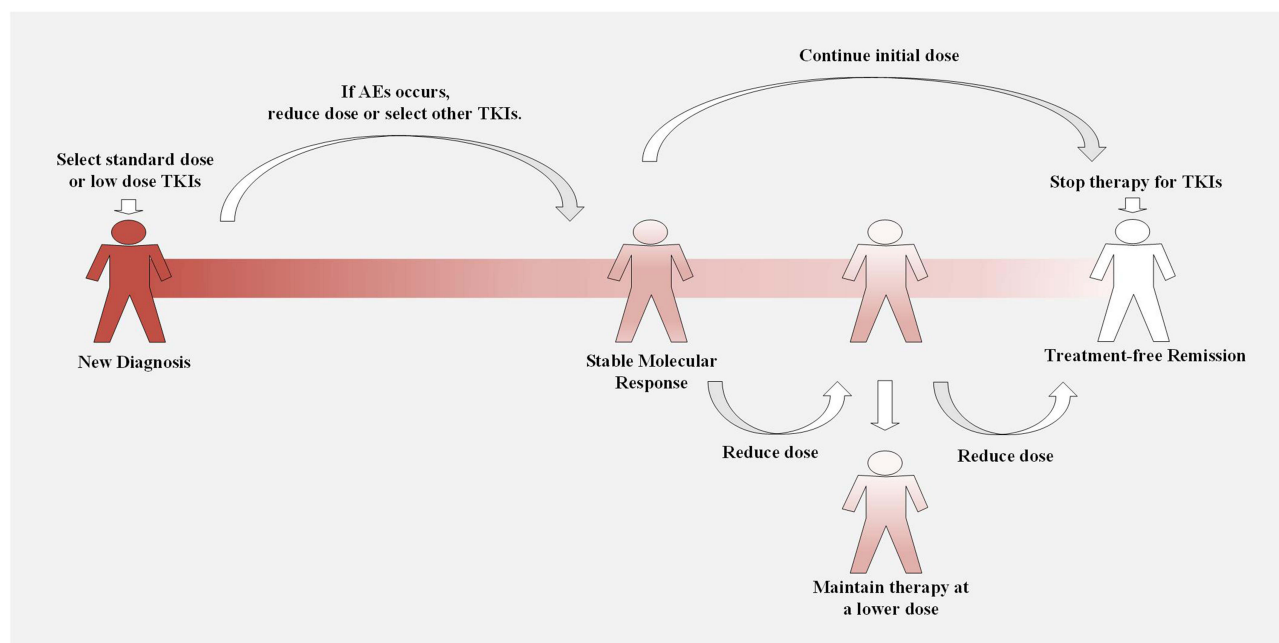 Continue initial dose
If AEs occurs,
reduce dose or select other TKIs.
Select standard dose
or low dose TKIs
Stop therapy for TKIs
New Diagnosis
Stable Molecular
Response
Treatment-free Remission
Reduce dose
Reduce dose
Maintain therapy at
a lower dose